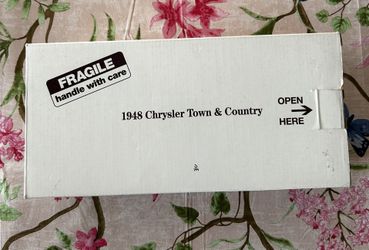 FRAGILE
handle with care
1948 Chrysler Town & Country
OPEN
HERE